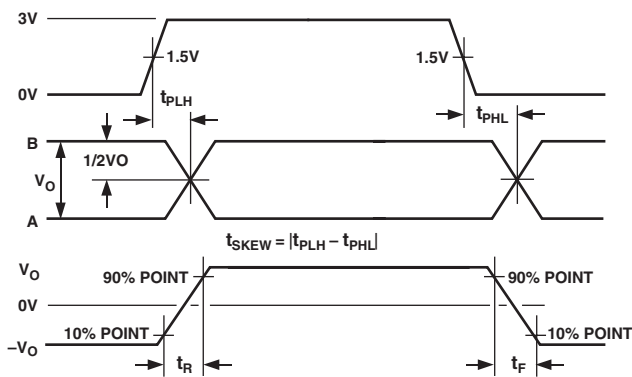 3V
1.5V
1.5V
0V
tPLH
tPHL
B
1/2VO
VO
A
tSKEW = |tPLH – tPHL|
VO
90% POINT
90% POINT
0V
10% POINT
10% POINT
–VO
tR
tF